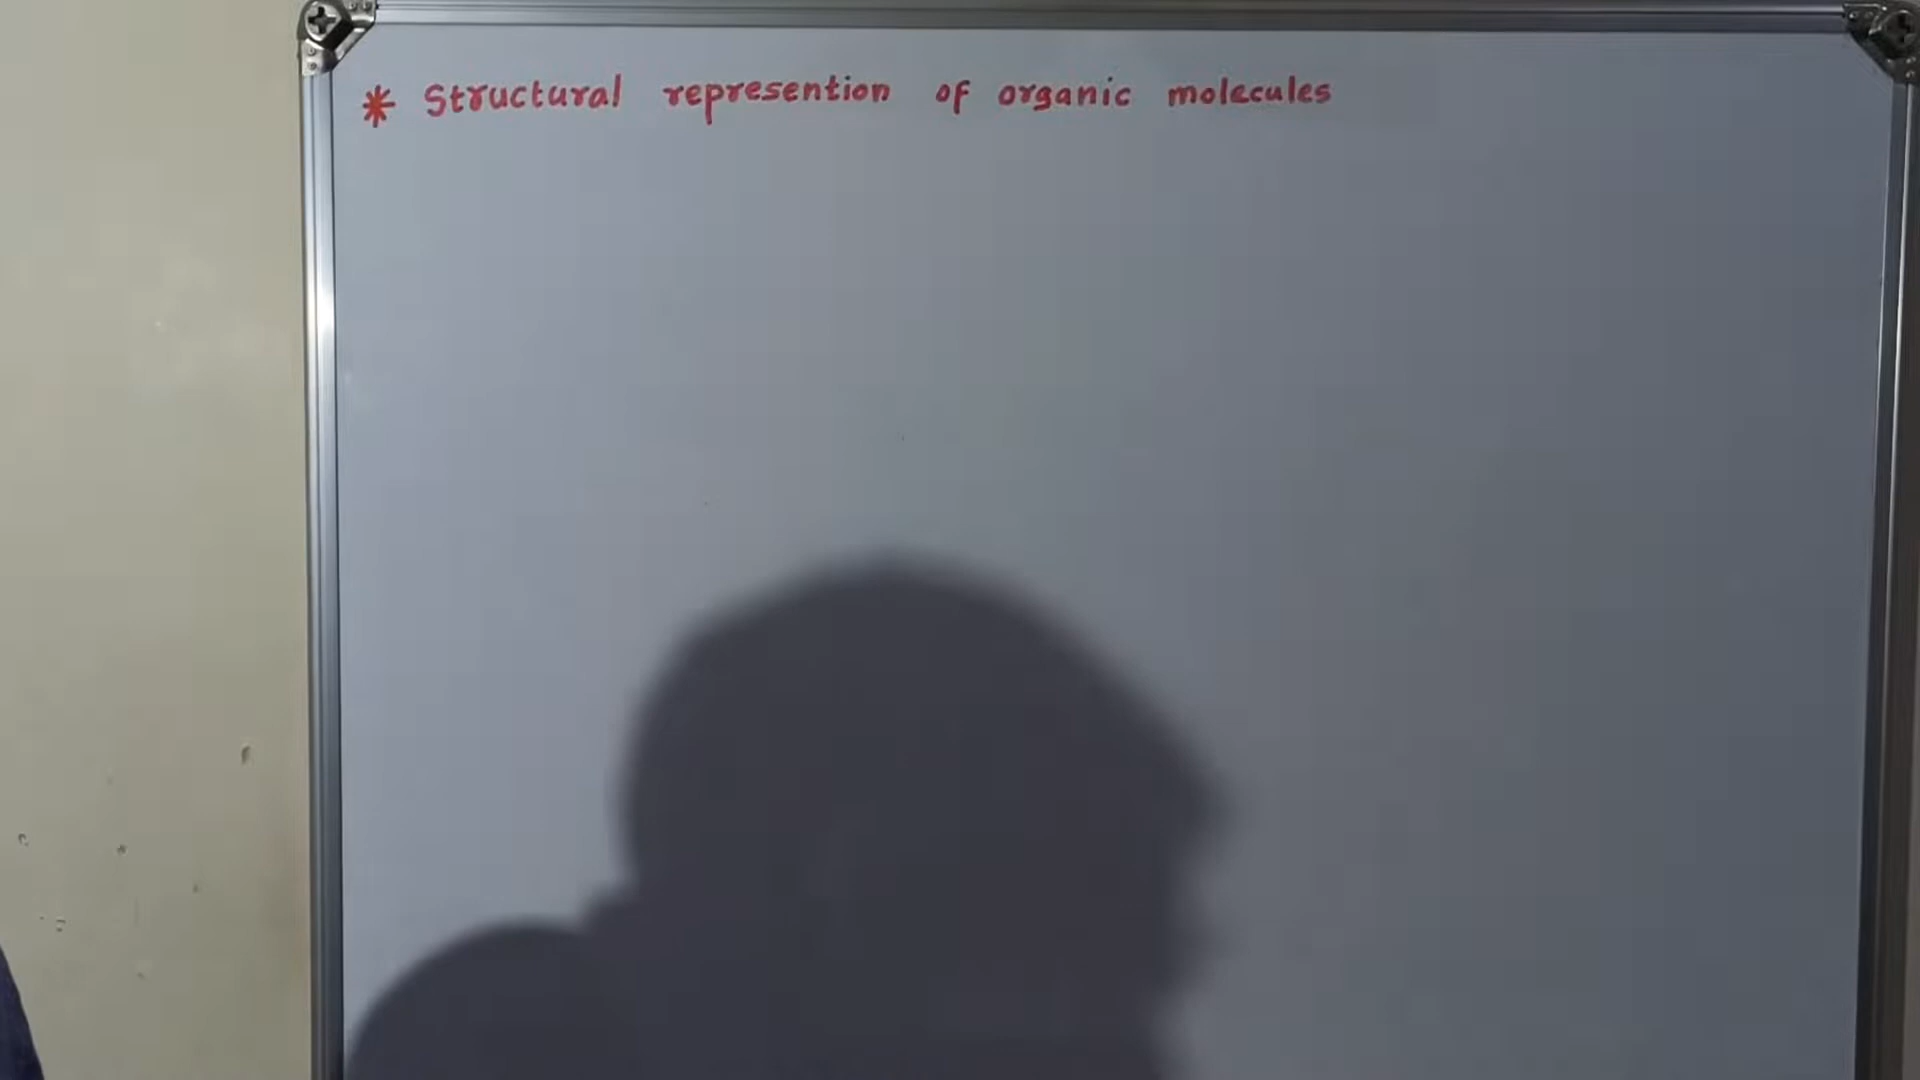 * Structural represention of organic molecules